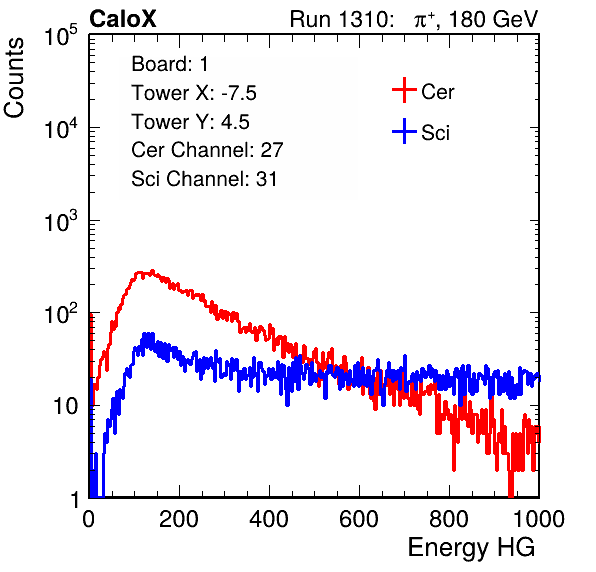 CaloX Run 1310: π⁺, 180 GeV
Counts
10⁵
10⁴
10³
10²
10
1
Board: 1
Tower X: -7.5
Tower Y: 4.5
Cer Channel: 27
Sci Channel: 31
Cer
Sci
0 200 400 600 800 1000
Energy HG